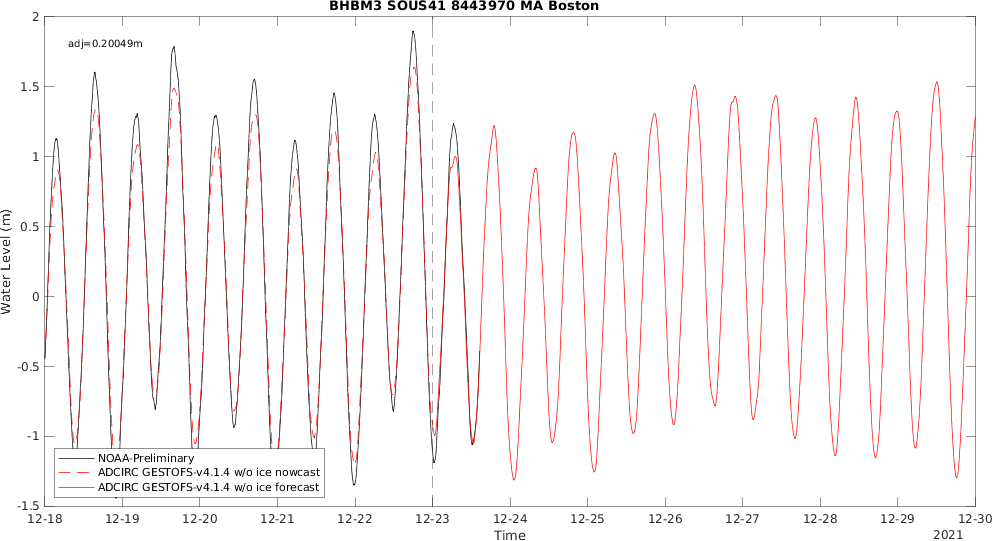 BHBM3 SOUS41 8443970 MA Boston
adj=0.20049m
2
1.5
1
0.5
0
-0.5
-1
-1.5
Water Level (m)
NOAA-Preliminary
ADCIRC GESTOFS-v4.1.4 w/o ice nowcast
ADCIRC GESTOFS-v4.1.4 w/o ice forecast
12-18 12-19 12-20 12-21 12-22 12-23 12-24 12-25 12-26 12-27 12-28 12-29 12-30
Time
2021